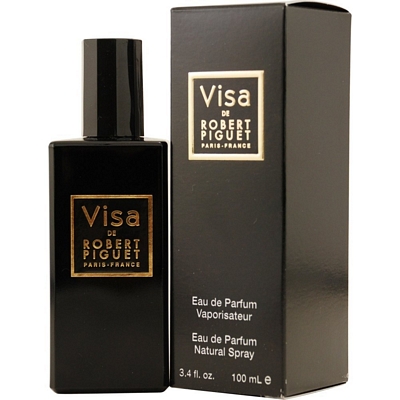 Visa
DE
ROBERT
PIGUET
PARIS-FRANCE
Visa
DE
ROBERT
PIGUET
PARIS-FRANCE
Eau de Parfum
Vaporisateur
Eau de Parfum
Natural Spray
3.4 fl. oz. 100 mL e